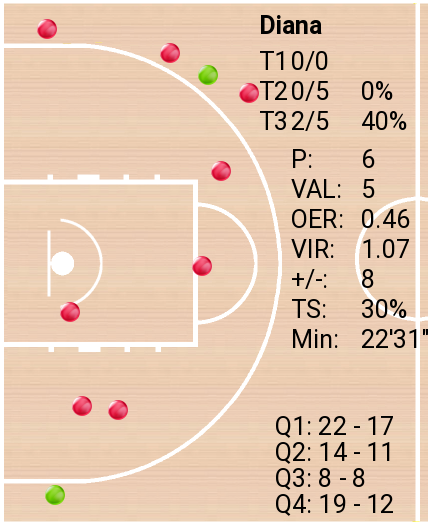 Diana
T1 0/0
T2 0/5 0%
T3 2/5 40%
P: 6
VAL: 5
OER: 0.46
VIR: 1.07
+/-: 8
TS: 30%
Min: 22'31"
Q1: 22 - 17
Q2: 14 - 11
Q3: 8 - 8
Q4: 19 - 12